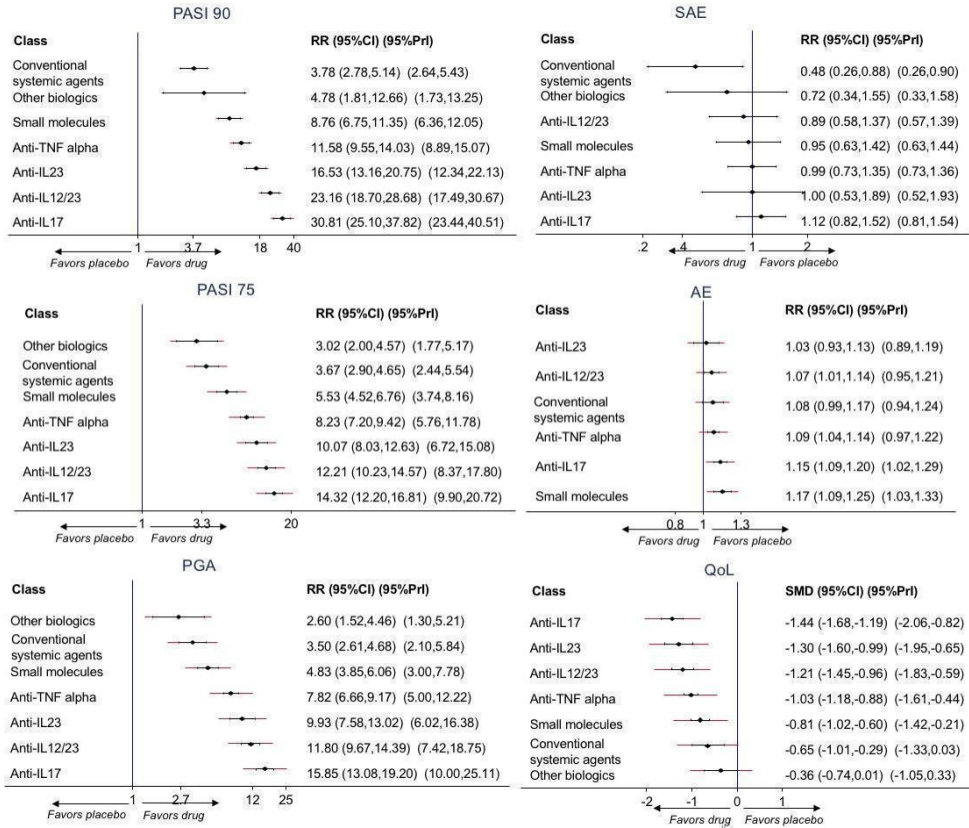 PASI 90
Class RR (95%CI) (95%PrI)
Conventional
systemic agents 3.78 (2.78,5.14) (2.64,5.43)
Other biologics 4.78 (1.81,12.66) (1.73,13.25)
Small molecules 8.76 (6.75,11.35) (6.36,12.05)
Anti-TNF alpha 11.58 (9.55,14.03) (8.89,15.07)
Anti-IL23 16.53 (13.16,20.75) (12.34,22.13)
Anti-IL12/23 23.16 (18.70,28.68) (17.49,30.67)
Anti-IL17 30.81 (25.10,37.82) (23.44,40.51)
1 3.7 18 40
Favors placebo Favors drug
SAE
Class RR (95%CI) (95%PrI)
Conventional
systemic agents 0.48 (0.26,0.88) (0.26,0.90)
Other biologics 0.72 (0.34,1.55) (0.33,1.58)
Anti-IL12/23 0.89 (0.58,1.37) (0.57,1.39)
Small molecules 0.95 (0.63,1.42) (0.63,1.44)
Anti-TNF alpha 0.99 (0.73,1.35) (0.73,1.36)
Anti-IL23 1.00 (0.53,1.89) (0.52,1.93)
Anti-IL17 1.12 (0.82,1.52) (0.81,1.54)
.2 .4 1 2
Favors drug Favors placebo
PASI 75
Class RR (95%CI) (95%PrI)
Other biologics 3.02 (2.00,4.57) (1.77,5.17)
Conventional
systemic agents 3.67 (2.90,4.65) (2.44,5.54)
Small molecules 5.53 (4.52,6.76) (3.74,8.16)
Anti-TNF alpha 8.23 (7.20,9.42) (5.76,11.78)
Anti-IL23 10.07 (8.03,12.63) (6.72,15.08)
Anti-IL12/23 12.21 (10.23,14.57) (8.37,17.80)
Anti-IL17 14.32 (12.20,16.81) (9.90,20.72)
1 3.3 20
Favors placebo Favors drug
AE
Class RR (95%CI) (95%PrI)
Anti-IL23 1.03 (0.93,1.13) (0.89,1.19)
Anti-IL12/23 1.07 (1.01,1.14) (0.95,1.21)
Conventional
systemic agents 1.08 (0.99,1.17) (0.94,1.24)
Anti-TNF alpha 1.09 (1.04,1.14) (0.97,1.22)
Anti-IL17 1.15 (1.09,1.20) (1.02,1.29)
Small molecules 1.17 (1.09,1.25) (1.03,1.33)
0.8 1 1.3
Favors drug Favors placebo
PGA
Class RR (95%CI) (95%PrI)
Other biologics 2.60 (1.52,4.46) (1.30,5.21)
Conventional
systemic agents 3.50 (2.61,4.68) (2.10,5.84)
Small molecules 4.83 (3.85,6.06) (3.00,7.78)
Anti-TNF alpha 7.82 (6.66,9.17) (5.00,12.22)
Anti-IL23 9.93 (7.58,13.02) (6.02,16.38)
Anti-IL12/23 11.80 (9.67,14.39) (7.42,18.75)
Anti-IL17 15.85 (13.08,19.20) (10.00,25.11)
1 2.7 12 25
Favors placebo Favors drug
QoL
Class SMD (95%CI) (95%PrI)
Anti-IL17 -1.44 (-1.68,-1.19) (-2.06,-0.82)
Anti-IL23 -1.30 (-1.60,-0.99) (-1.95,-0.65)
Anti-IL12/23 -1.21 (-1.45,-0.96) (-1.83,-0.59)
Anti-TNF alpha -1.03 (-1.18,-0.88) (-1.61,-0.44)
Small molecules -0.81 (-1.02,-0.60) (-1.42,-0.21)
Conventional
systemic agents -0.65 (-1.01,-0.29) (-1.33,0.03)
Other biologics -0.36 (-0.74,0.01) (-1.05,0.33)
-2 -1 0 1
Favors drug Favors placebo